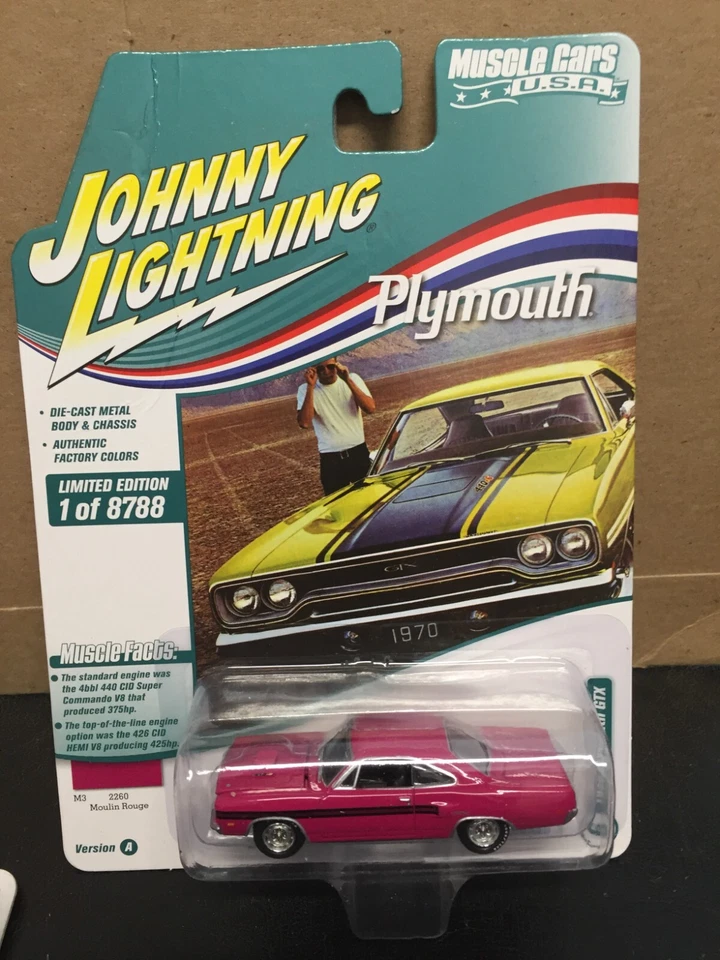 Muscle Cars
U.S.A.
JOHNNY
LIGHTNING®
Plymouth
• DIE-CAST METAL
BODY & CHASSIS
• AUTHENTIC
FACTORY COLORS
LIMITED EDITION
1 of 8788
GTX
1970
Muscle Facts:
• The standard engine was
the 4bbl 440 CID Super
Commando V8 that
produced 375hp.
• The top-of-the-line engine
option was the 426 CID
HEMI V8 producing 425hp.
GTX
M3 2260
Moulin Rouge
Version A